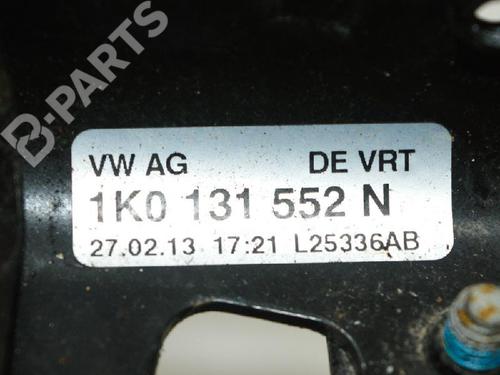 B-PARTS
VW AG DE VRT
1K0 131 552 N
27.02.13 17:21 L25336AB